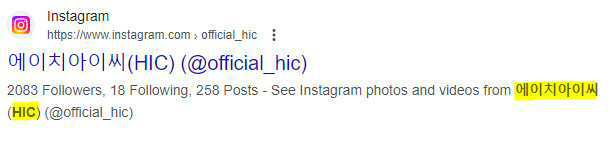 Instagram
https://www.instagram.com › official_hic
에이치아이씨(HIC) (@official_hic)
2083 Followers, 18 Following, 258 Posts - See Instagram photos and videos from 에이치아이씨
(HIC) (@official_hic)